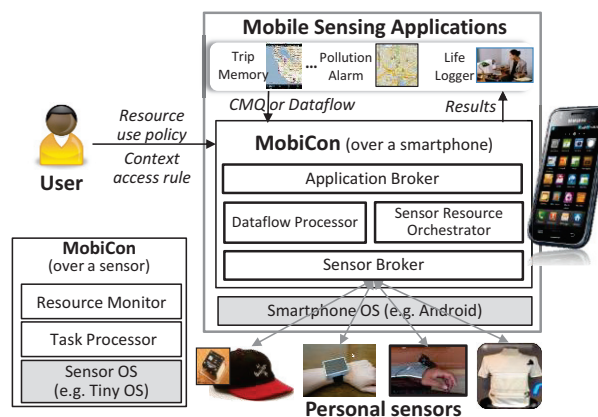 Mobile Sensing Applications
Trip
Memory
...
Pollution
Alarm
Life
Logger
CMQ or Dataflow
Results
Resource
use policy
Context
access rule
User
MobiCon (over a smartphone)
Application Broker
Dataflow Processor
Sensor Resource
Orchestrator
Sensor Broker
Smartphone OS (e.g. Android)
MobiCon
(over a sensor)
Resource Monitor
Task Processor
Sensor OS
(e.g. Tiny OS)
Personal sensors